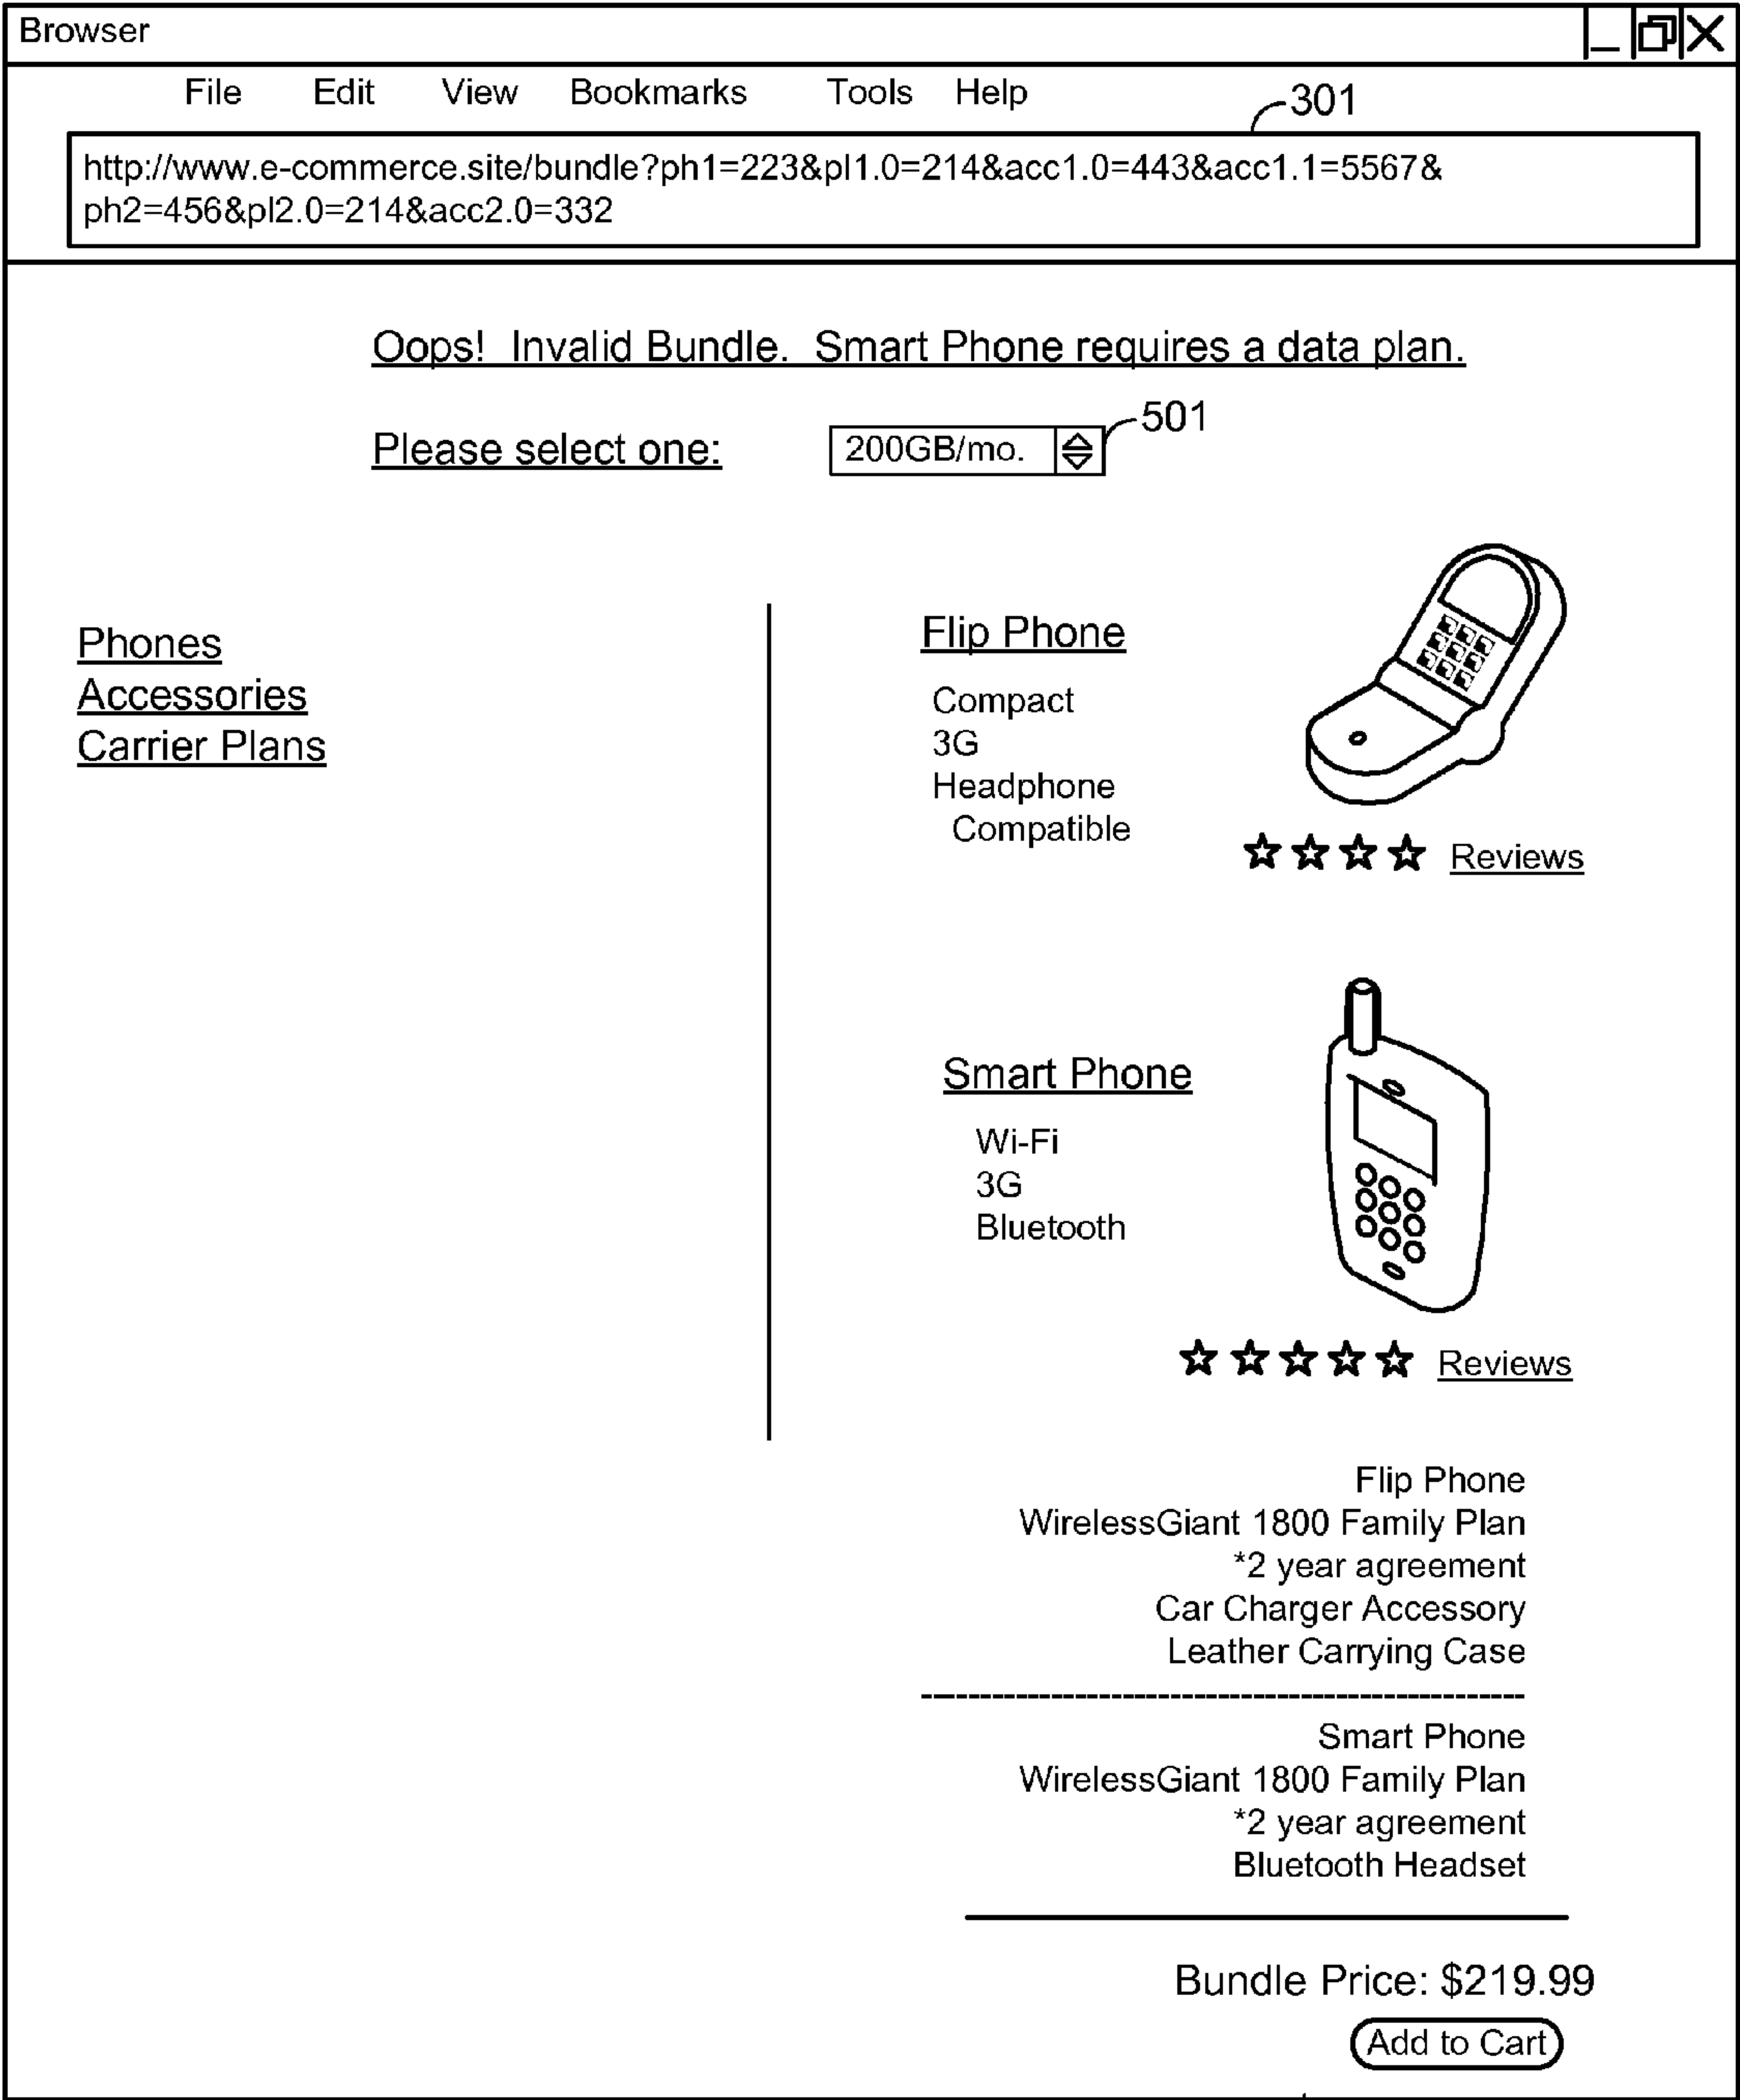 Browser
File Edit View Bookmarks Tools Help
301
http://www.e-commerce.site/bundle?ph1=223&pl1.0=214&acc1.0=443&acc1.1=5567&
ph2=456&pl2.0=214&acc2.0=332
Oops! Invalid Bundle. Smart Phone requires a data plan.
Please select one: 200GB/mo. 501
Phones
Accessories
Carrier Plans
Flip Phone
Compact
3G
Headphone
Compatible
Reviews
Smart Phone
Wi-Fi
3G
Bluetooth
Reviews
Flip Phone
WirelessGiant 1800 Family Plan
*2 year agreement
Car Charger Accessory
Leather Carrying Case
Smart Phone
WirelessGiant 1800 Family Plan
*2 year agreement
Bluetooth Headset
Bundle Price: $219.99
Add to Cart